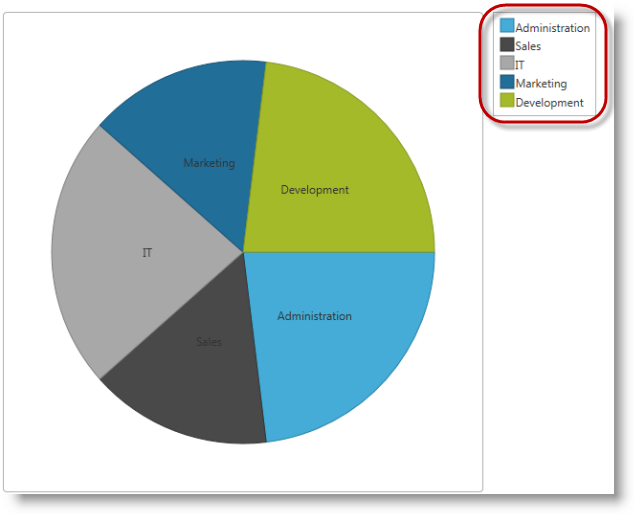 Administration
Sales
IT
Marketing
Development
Marketing
Development
IT
Administration
Sales